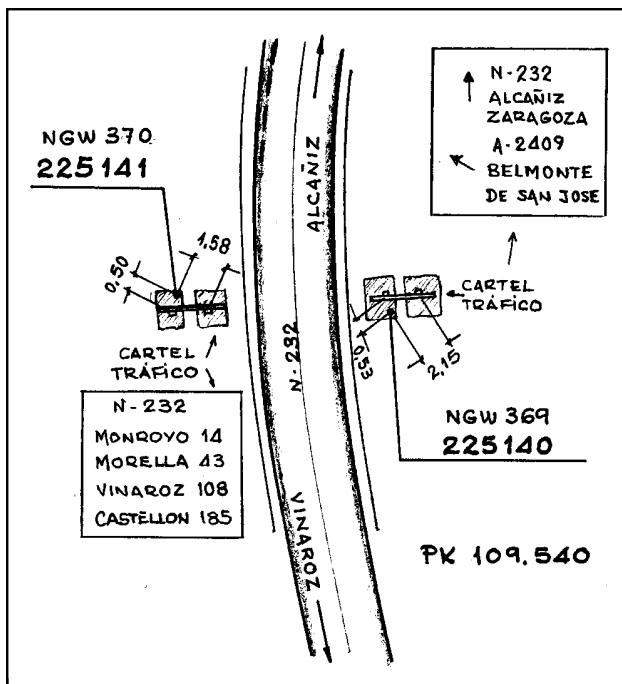 N-232
ALCAÑIZ
ZARAGOZA
A-2409
BELMONTE
DE SAN JOSE
NGW 370
225141
ALCAÑIZ
1,58
0,50
CARTEL
TRÁFICO
CARTEL
TRÁFICO
N-232
0,53
2,15
N-232
MONROYO 14
MORELLA 43
VINAROZ 108
CASTELLON 185
NGW 369
225140
VINAROZ
PK 109.540